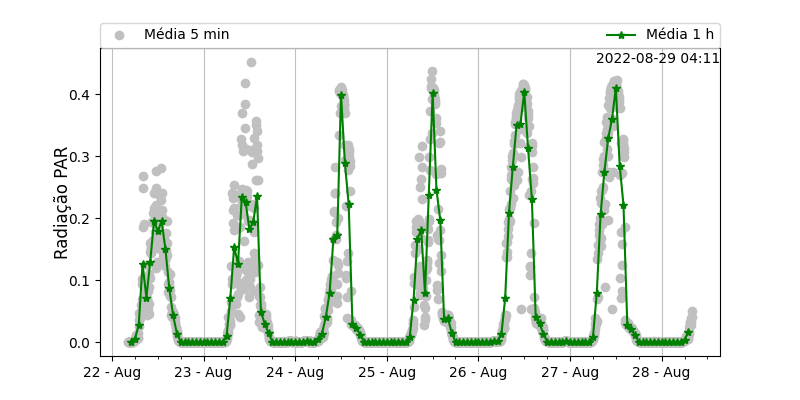 Média 5 min
Média 1 h
2022-08-29 04:11
Radiação PAR
0.4
0.3
0.2
0.1
0.0
22 - Aug
23 - Aug
24 - Aug
25 - Aug
26 - Aug
27 - Aug
28 - Aug